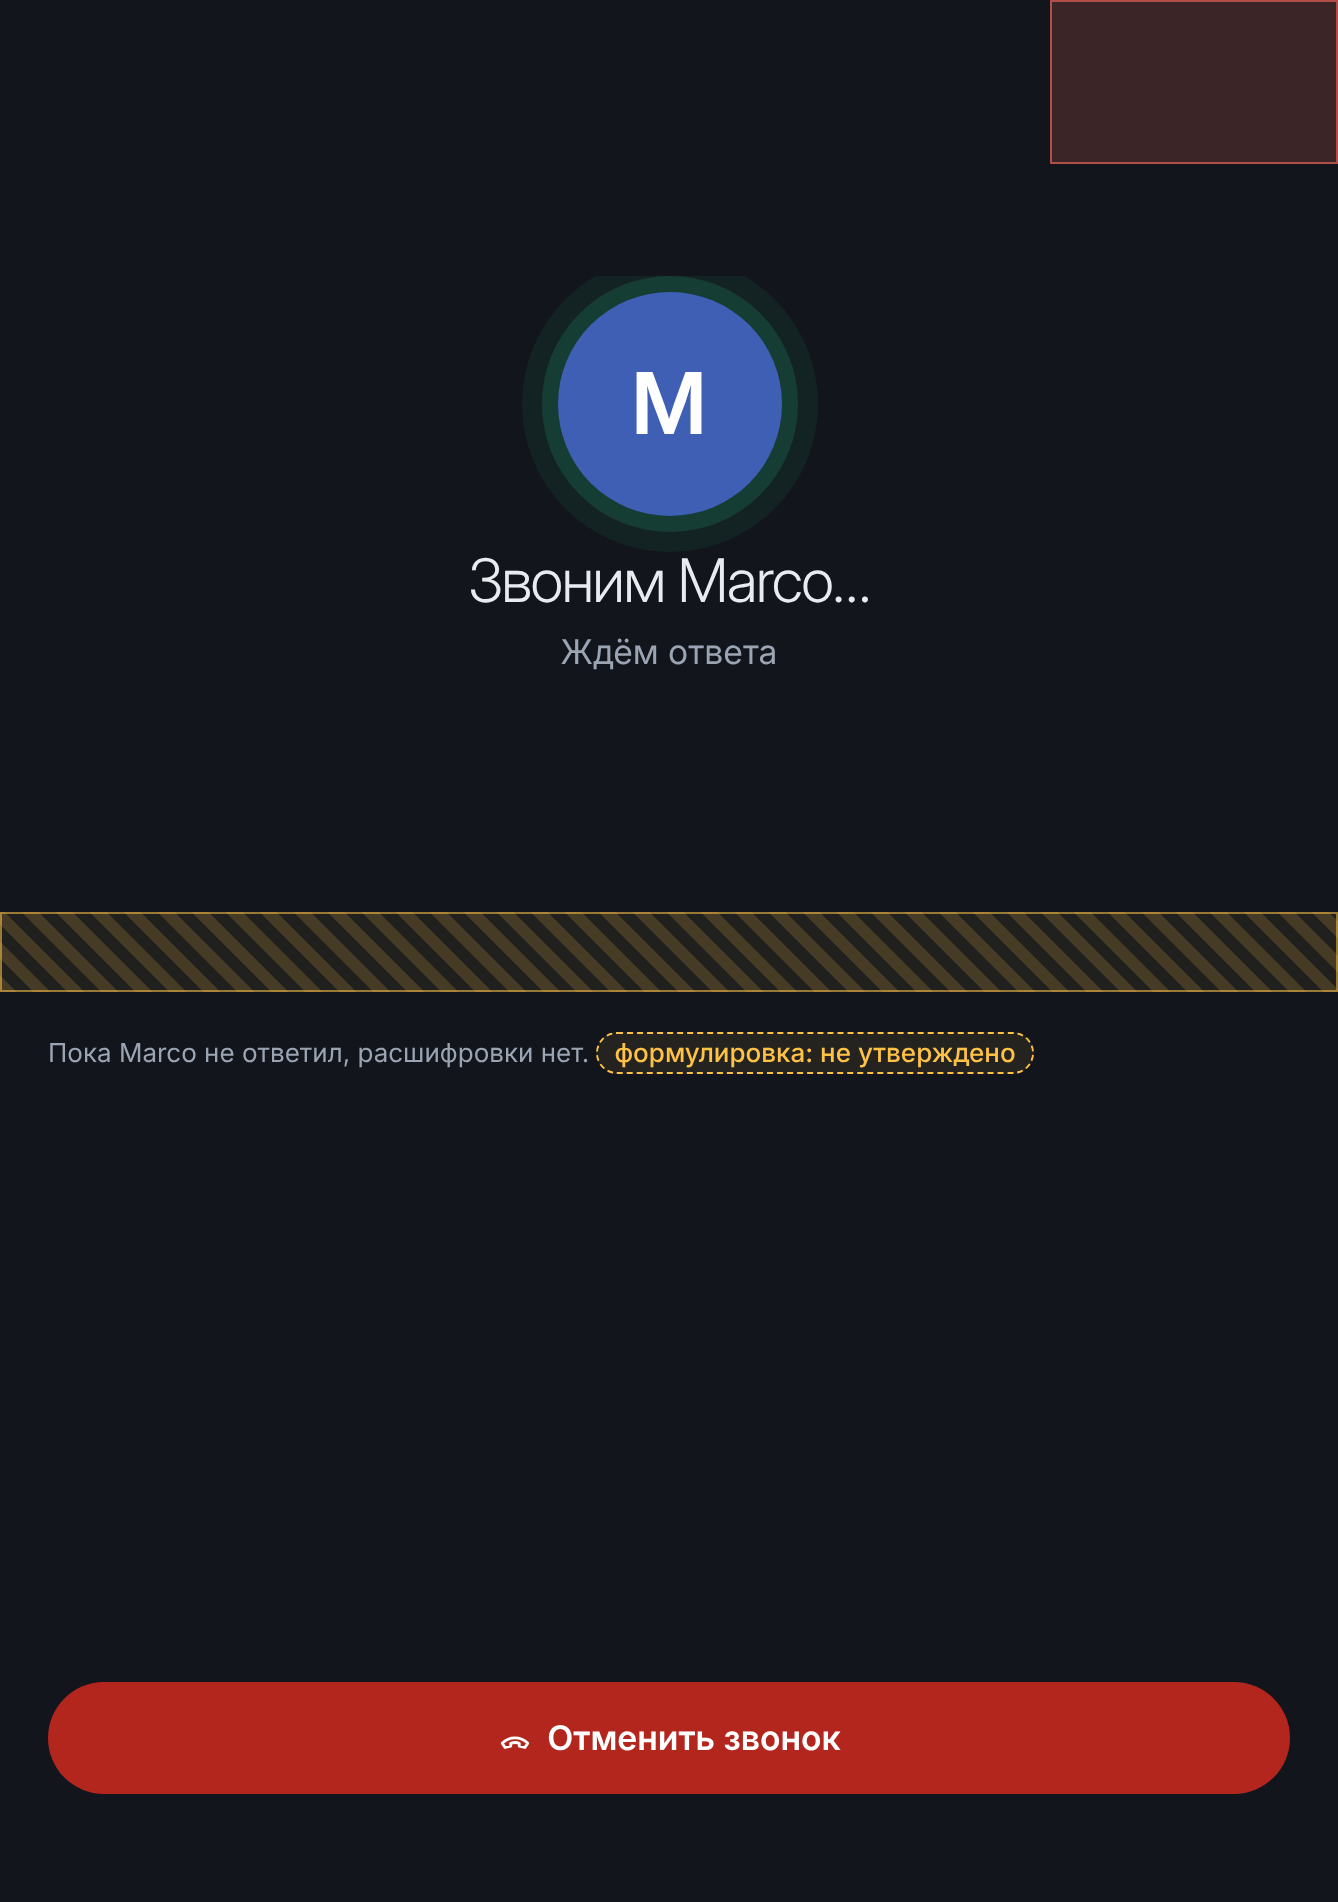 M
Звоним Marco...
Ждём ответа
Пока Marco не ответил, расшифровки нет. формулировка: не утверждено
Отменить звонок